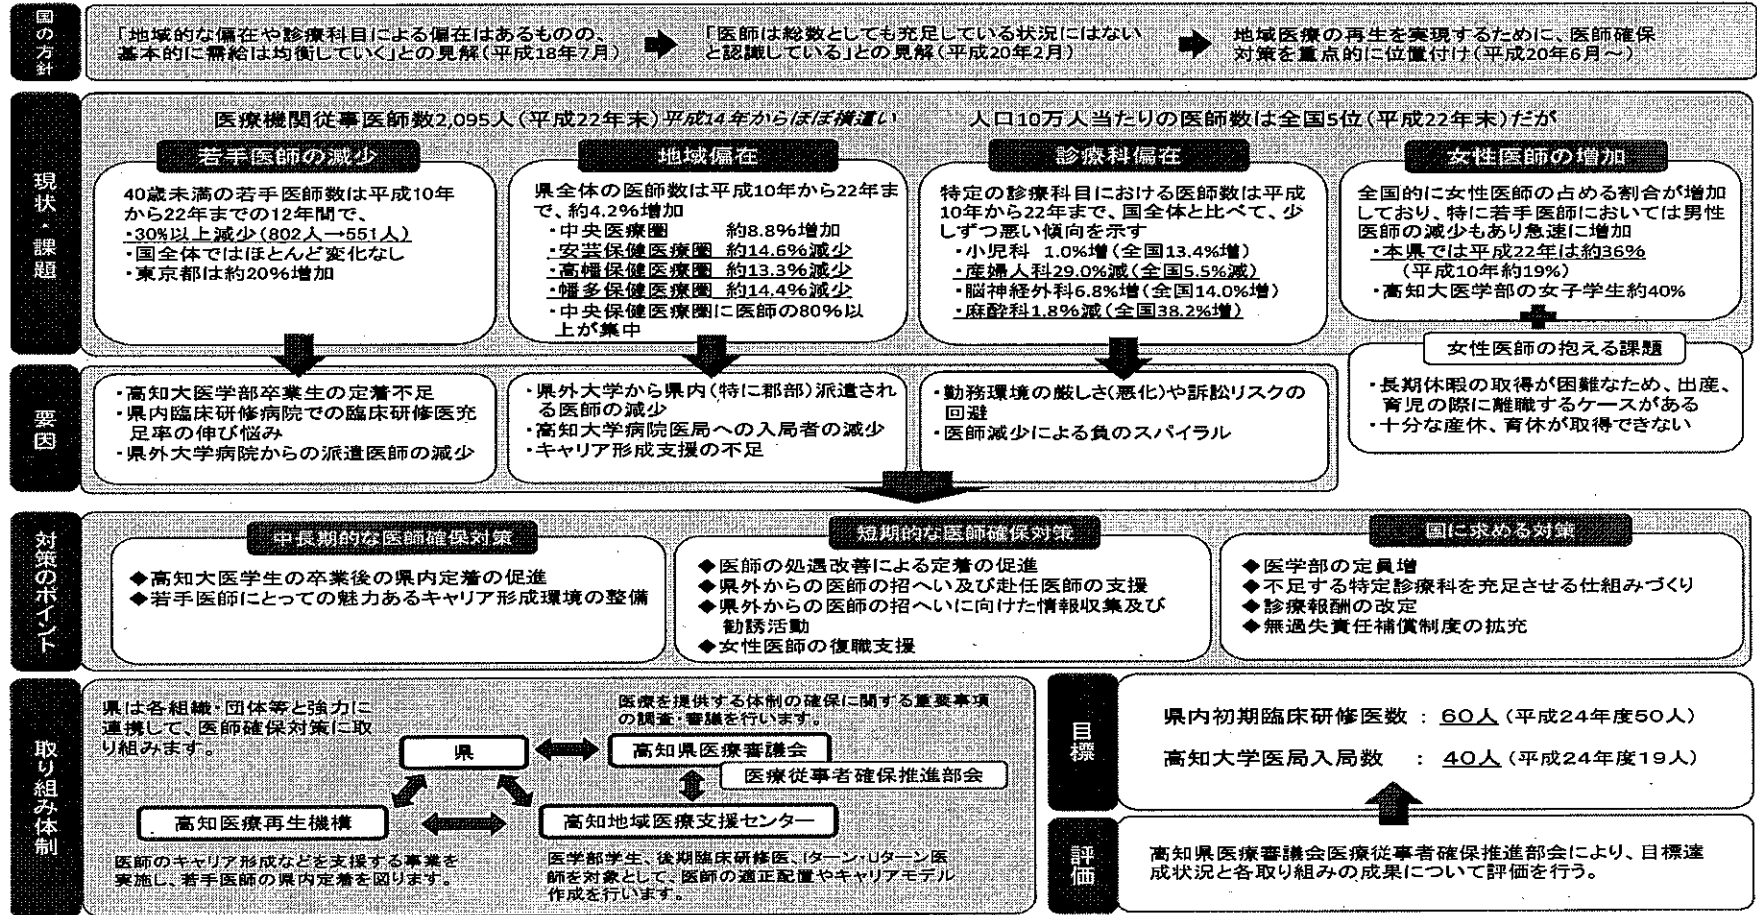 国の方針
「地域的な偏在や診療科目による偏在はあるものの、
基本的に需給は均衡していく」との見解(平成18年7月)
「医師は総数としても充足している状況にはない
と認識している」との見解(平成20年2月)
地域医療の再生を実現するために、医師確保
対策を重点的に位置付け(平成20年6月～)
現状・課題
医療機関従事医師数2,095人(平成22年末)平成14年からほぼ横這い
人口10万人当たりの医師数は全国5位(平成22年末)だが
若手医師の減少
40歳未満の若手医師数は平成10年
から22年までの12年間で、
・30%以上減少(802人→551人)
・国全体ではほとんど変化なし
・東京都は約20%増加
地域偏在
県全体の医師数は平成10年から22年ま
で、約4.2%増加
・中央医療圏 約8.8%増加
・安芸保健医療圏 約14.6%減少
・高幡保健医療圏 約13.3%減少
・幡多保健医療圏 約14.4%減少
・中央保健医療圏に医師の80%以
上が集中
診療科偏在
特定の診療科目における医師数は平成
10年から22年まで、国全体と比べて、少
しずつ悪い傾向を示す
・小児科 1.0%増(全国13.4%増)
・産婦人科29.0%減(全国5.5%減)
・脳神経外科6.8%増(全国14.0%増)
・麻酔科1.8%減(全国38.2%増)
女性医師の増加
全国的に女性医師の占める割合が増加
しており、特に若手医師においては男性
医師の減少もあり急速に増加
・本県では平成22年は約36%
(平成10年約19%)
・高知大医学部の女子学生約40%
女性医師の抱える課題
・長期休暇の取得が困難なため、出産、
育児の際に離職するケースがある
・十分な産休、育休が取得できない
要因
・高知大医学部卒業生の定着不足
・県内臨床研修病院での臨床研修医充
足率の伸び悩み
・県外大学病院からの派遣医師の減少
・県外大学から県内(特に郡部)派遣され
る医師の減少
・高知大学病院医局への入局者の減少
・キャリア形成支援の不足
・勤務環境の厳しさ(悪化)や訴訟リスクの
回避
・医師減少による負のスパイラル
対策のポイント
中長期的な医師確保対策
◆高知大医学生の卒業後の県内定着の促進
◆若手医師にとっての魅力あるキャリア形成環境の整備
短期的な医師確保対策
◆医師の処遇改善による定着の促進
◆県外からの医師の招へい及び赴任医師の支援
◆県外からの医師の招へいに向けた情報収集及び
勧誘活動
◆女性医師の復職支援
国に求める対策
◆医学部の定員増
◆不足する特定診療科を充足させる仕組みづくり
◆診療報酬の改定
◆無過失責任補償制度の拡充
取り組み体制
県は各組織・団体等と強力に
連携して、医師確保対策に取
り組みます。
医療を提供する体制の確保に関する重要事項
の調査・審議を行います。
県
高知県医療審議会
医療従事者確保推進部会
高知医療再生機構
高知地域医療支援センター
医師のキャリア形成などを支援する事業を
実施し、若手医師の県内定着を図ります。
医学部学生、後期臨床研修医、Iターン・Uターン医
師を対象として、医師の適正配置やキャリアモデル
作成を行います。
目標
県内初期臨床研修医数 : 60人 (平成24年度50人)
高知大学医局入局数 : 40人 (平成24年度19人)
評価
高知県医療審議会医療従事者確保推進部会により、目標達
成状況と各取り組みの成果について評価を行う。